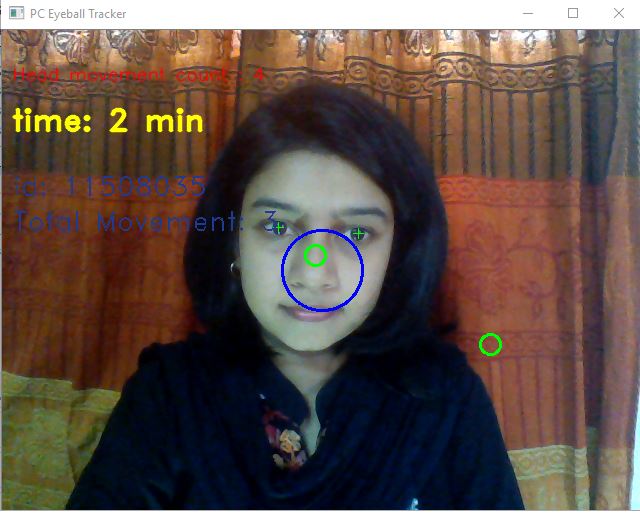 PC Eyeball Tracker
Head movement count : 4
time: 2 min
id: 11508035
Total Movement: 3